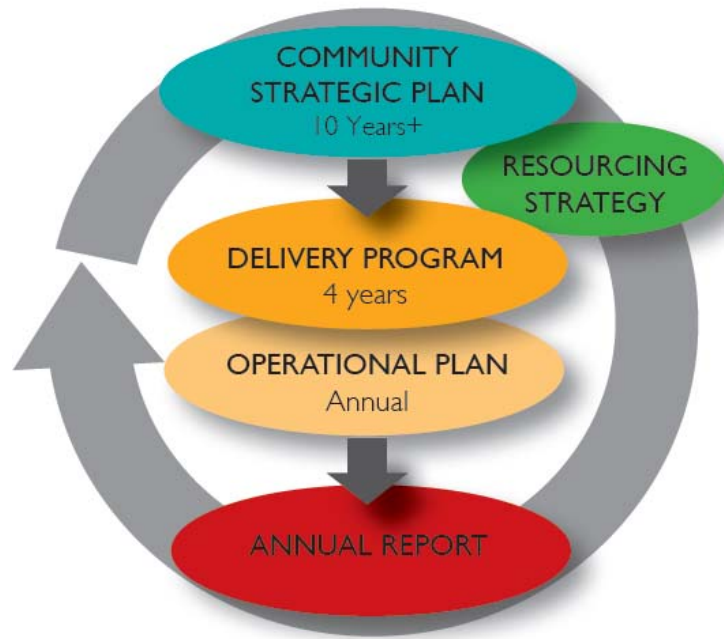 COMMUNITY
STRATEGIC PLAN
10 Years+
RESOURCING
STRATEGY
DELIVERY PROGRAM
4 years
OPERATIONAL PLAN
Annual
ANNUAL REPORT